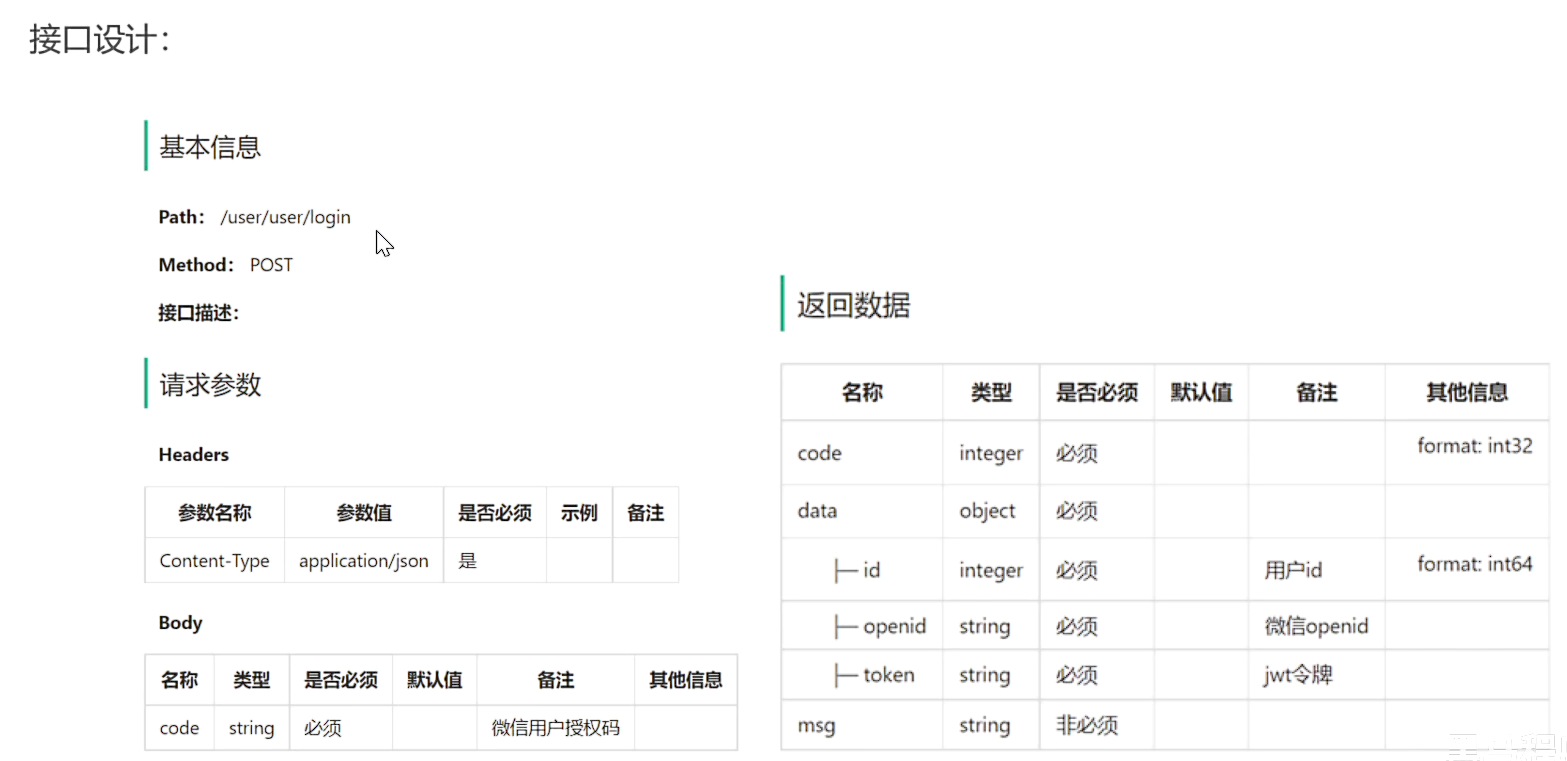 接口设计：
基本信息
Path： /user/user/login
Method： POST
接口描述：
请求参数
Headers
参数名称 参数值 是否必须 示例 备注
Content-Type application/json 是
Body
名称 类型 是否必须 默认值 备注 其他信息
code string 必须 微信用户授权码
返回数据
名称 类型 是否必须 默认值 备注 其他信息
code integer 必须 format: int32
data object 必须
├─ id integer 必须 用户id format: int64
├─ openid string 必须 微信openid
├─ token string 必须 jwt令牌
msg string 非必须